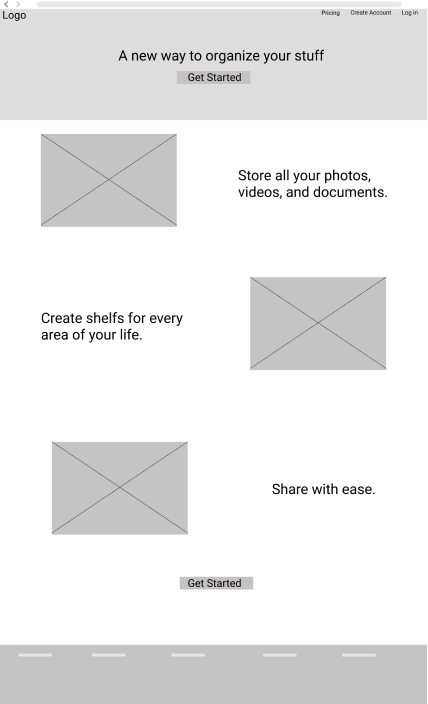 Logo
Pricing Create Account Log in
A new way to organize your stuff
Get Started
Store all your photos,
videos, and documents.
Create shelfs for every
area of your life.
Share with ease.
Get Started